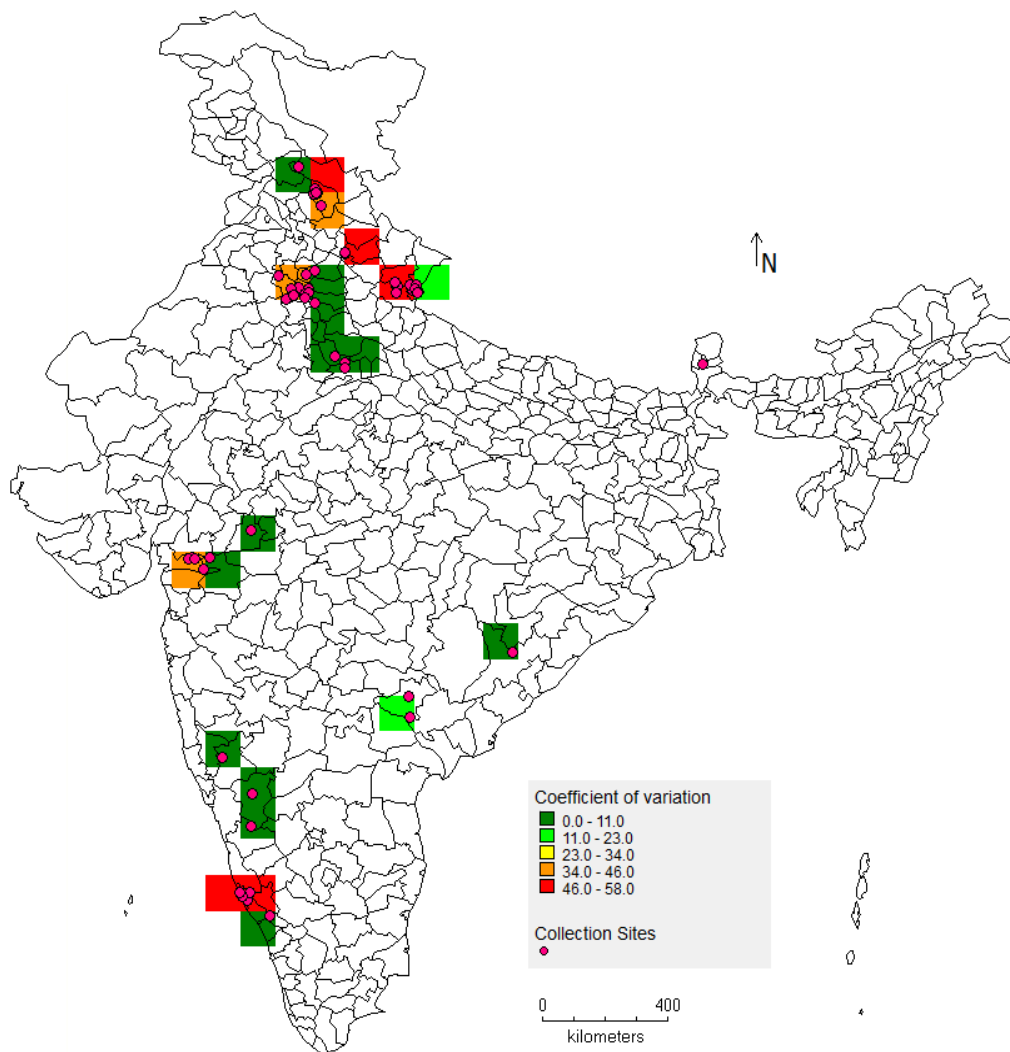 N
Coefficient of variation
0.0 - 11.0
11.0 - 23.0
23.0 - 34.0
34.0 - 46.0
46.0 - 58.0
Collection Sites
0 400
kilometers